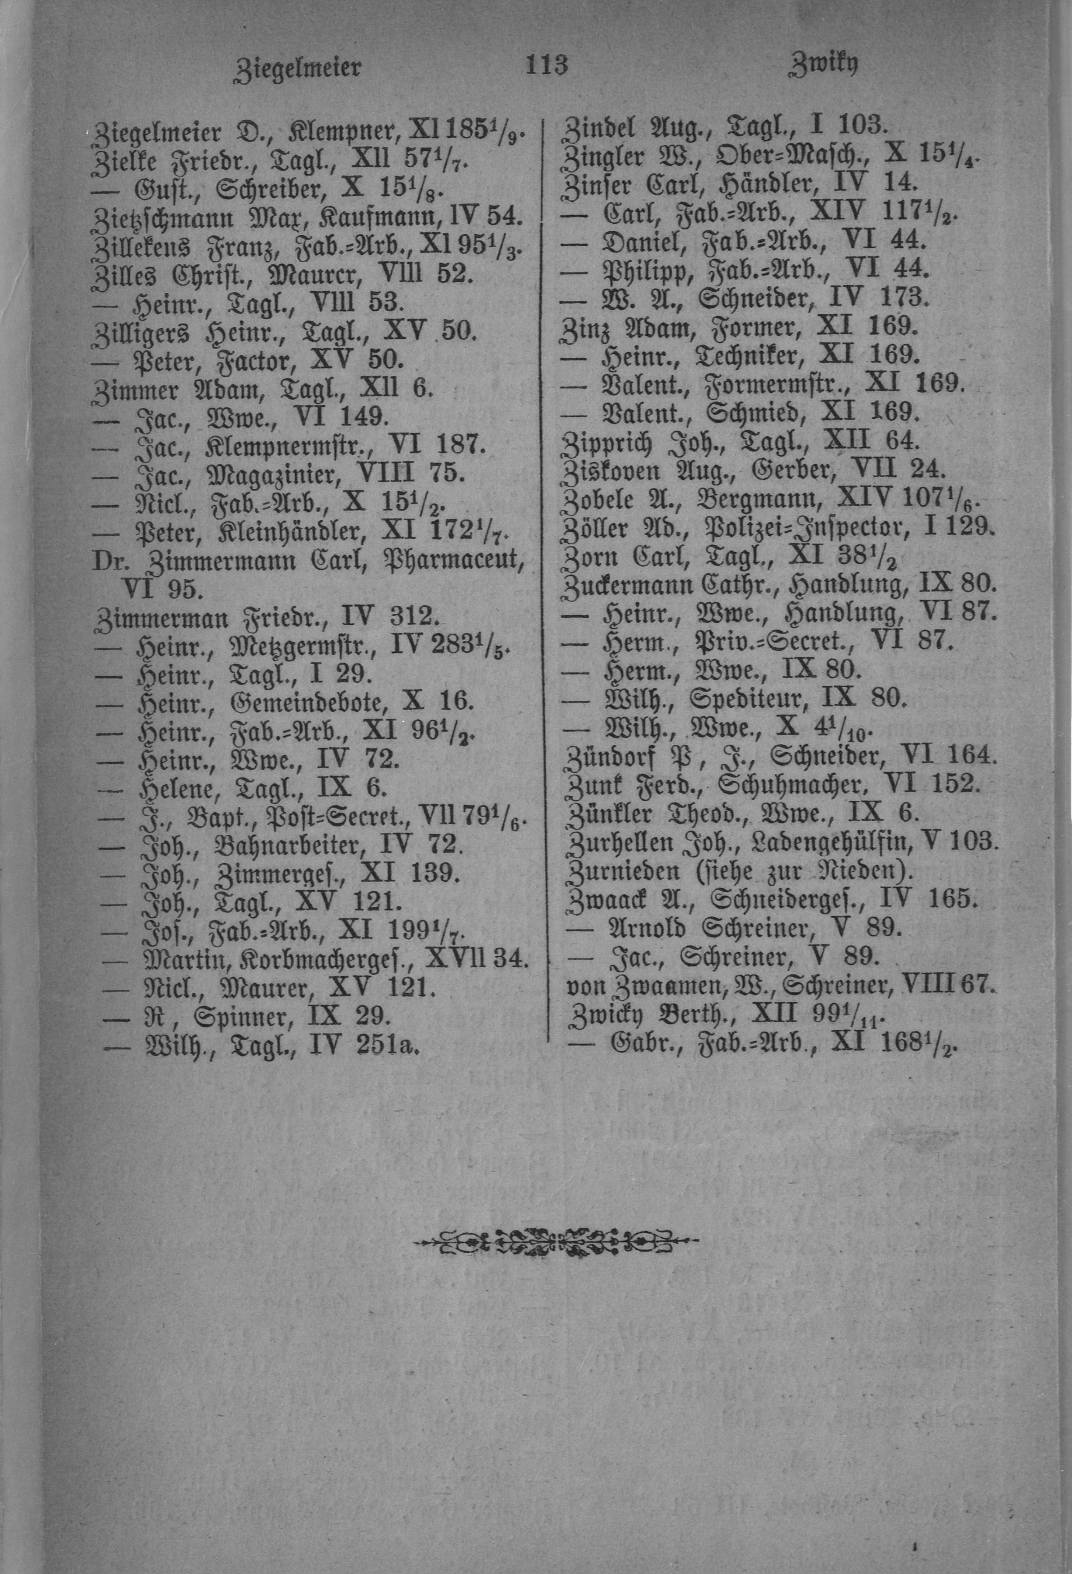 Ziegelmeier 113 Zwiky
Ziegelmeier D., Klempner, XI 185¹/₉.
Zielke Friedr., Tagl., XII 57¹/₇.
— Gust., Schreiber, X 15¹/₈.
Zietzschmann Max, Kaufmann, IV 54.
Zillekens Franz, Fab.-Arb., XI 95¹/₃.
Zilles Christ., Maurer, VIII 52.
— Heinr., Tagl., VIII 53.
Zilligers Heinr., Tagl., XV 50.
— Peter, Factor, XV 50.
Zimmer Adam, Tagl., XII 6.
— Jac., Wwe., VI 149.
— Jac., Klempnermstr., VI 187.
— Jac., Magazinier, VIII 75.
— Nicl., Fab.-Arb., X 15¹/₂.
— Peter, Kleinhändler, XI 172¹/₇.
Dr. Zimmermann Carl, Pharmaceut,
VI 95.
Zimmerman Friedr., IV 312.
— Heinr., Metzgermstr., IV 283¹/₅.
— Heinr., Tagl., I 29.
— Heinr., Gemeindebote, X 16.
— Heinr., Fab.-Arb., XI 96¹/₂.
— Heinr., Wwe., IV 72.
— Helene, Tagl., IX 6.
— J., Bapt., Post-Secret., VII 79¹/₆.
— Joh., Bahnarbeiter, IV 72.
— Joh., Zimmerges., XI 139.
— Joh., Tagl., XV 121.
— Jos., Fab.-Arb., XI 199¹/₇.
— Martin, Korbmacherges., XVII 34.
— Nicl., Maurer, XV 121.
— R, Spinner, IX 29.
— Wilh., Tagl., IV 251a.
Zindel Aug., Tagl., I 103.
Zingler W., Ober-Masch., X 15¹/₄.
Zinser Carl, Händler, IV 14.
— Carl, Fab.-Arb., XIV 117¹/₂.
— Daniel, Fab.-Arb., VI 44.
— Philipp, Fab.-Arb., VI 44.
— W. A., Schneider, IV 173.
Zinz Adam, Former, XI 169.
— Heinr., Techniker, XI 169.
— Valent., Formermstr., XI 169.
— Valent., Schmied, XI 169.
Zipprich Joh., Tagl., XII 64.
Ziskoven Aug., Gerber, VII 24.
Zobele A., Bergmann, XIV 107¹/₆.
Zöller Ad., Polizei-Inspector, I 129.
Zorn Carl, Tagl., XI 38¹/₂
Zuckermann Cathr., Handlung, IX 80.
— Heinr., Wwe., Handlung, VI 87.
— Herm., Priv.-Secret., VI 87.
— Herm., Wwe., IX 80.
— Wilh., Spediteur, IX 80.
— Wilh., Wwe., X 4¹/₁₀.
Zündorf P, J., Schneider, VI 164.
Zunk Ferd., Schuhmacher, VI 152.
Zünkler Theod., Wwe., IX 6.
Zurhellen Joh., Ladengehülfin, V 103.
Zurnieden (siehe zur Nieden).
Zwaack A., Schneiderges., IV 165.
— Arnold Schreiner, V 89.
— Jac., Schreiner, V 89.
von Zwaamen, W., Schreiner, VIII 67.
Zwicky Berth., XII 99¹/₁₁.
— Gabr., Fab.-Arb., XI 168¹/₂.